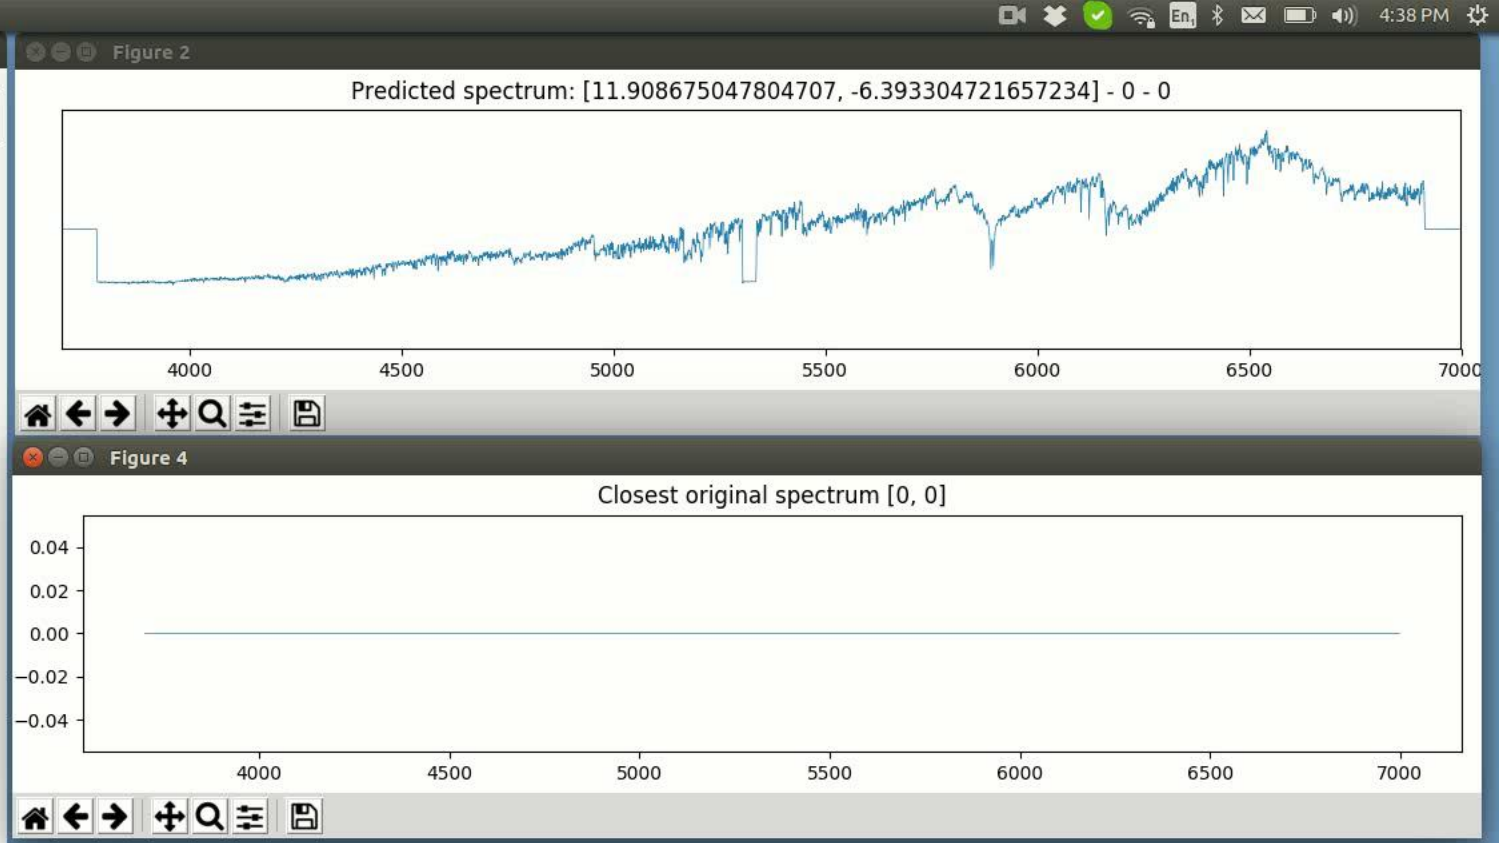 En1 4:38 PM
Figure 2
Predicted spectrum: [11.908675047804707, -6.393304721657234] - 0 - 0
4000 4500 5000 5500 6000 6500 7000
Figure 4
Closest original spectrum [0, 0]
0.04
0.02
0.00
−0.02
−0.04
4000 4500 5000 5500 6000 6500 7000